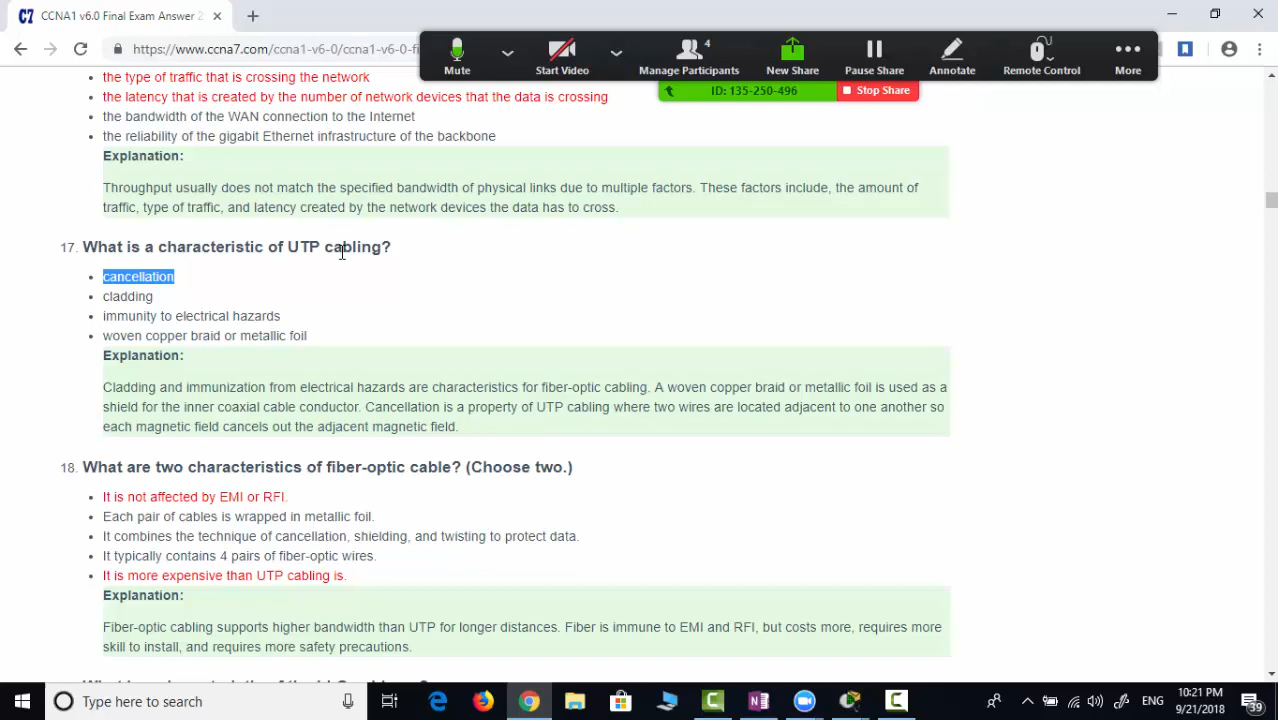 CCNA1 v6.0 Final Exam Answer 2
https://www.ccna7.com/ccna1-v6-0/ccna1-v6-0-fi
4
Mute
Start Video
Manage Participants
New Share
Pause Share
Annotate
Remote Control
More
ID: 135-250-496
Stop Share
the type of traffic that is crossing the network
the latency that is created by the number of network devices that the data is crossing
the bandwidth of the WAN connection to the Internet
the reliability of the gigabit Ethernet infrastructure of the backbone
Explanation:
Throughput usually does not match the specified bandwidth of physical links due to multiple factors. These factors include, the amount of
traffic, type of traffic, and latency created by the network devices the data has to cross.
17. What is a characteristic of UTP cabling?
cancellation
cladding
immunity to electrical hazards
woven copper braid or metallic foil
Explanation:
Cladding and immunization from electrical hazards are characteristics for fiber-optic cabling. A woven copper braid or metallic foil is used as a
shield for the inner coaxial cable conductor. Cancellation is a property of UTP cabling where two wires are located adjacent to one another so
each magnetic field cancels out the adjacent magnetic field.
18. What are two characteristics of fiber-optic cable? (Choose two.)
It is not affected by EMI or RFI.
Each pair of cables is wrapped in metallic foil.
It combines the technique of cancellation, shielding, and twisting to protect data.
It typically contains 4 pairs of fiber-optic wires.
It is more expensive than UTP cabling is.
Explanation:
Fiber-optic cabling supports higher bandwidth than UTP for longer distances. Fiber is immune to EMI and RFI, but costs more, requires more
skill to install, and requires more safety precautions.
Type here to search
ENG
10:21 PM
9/21/2018
39